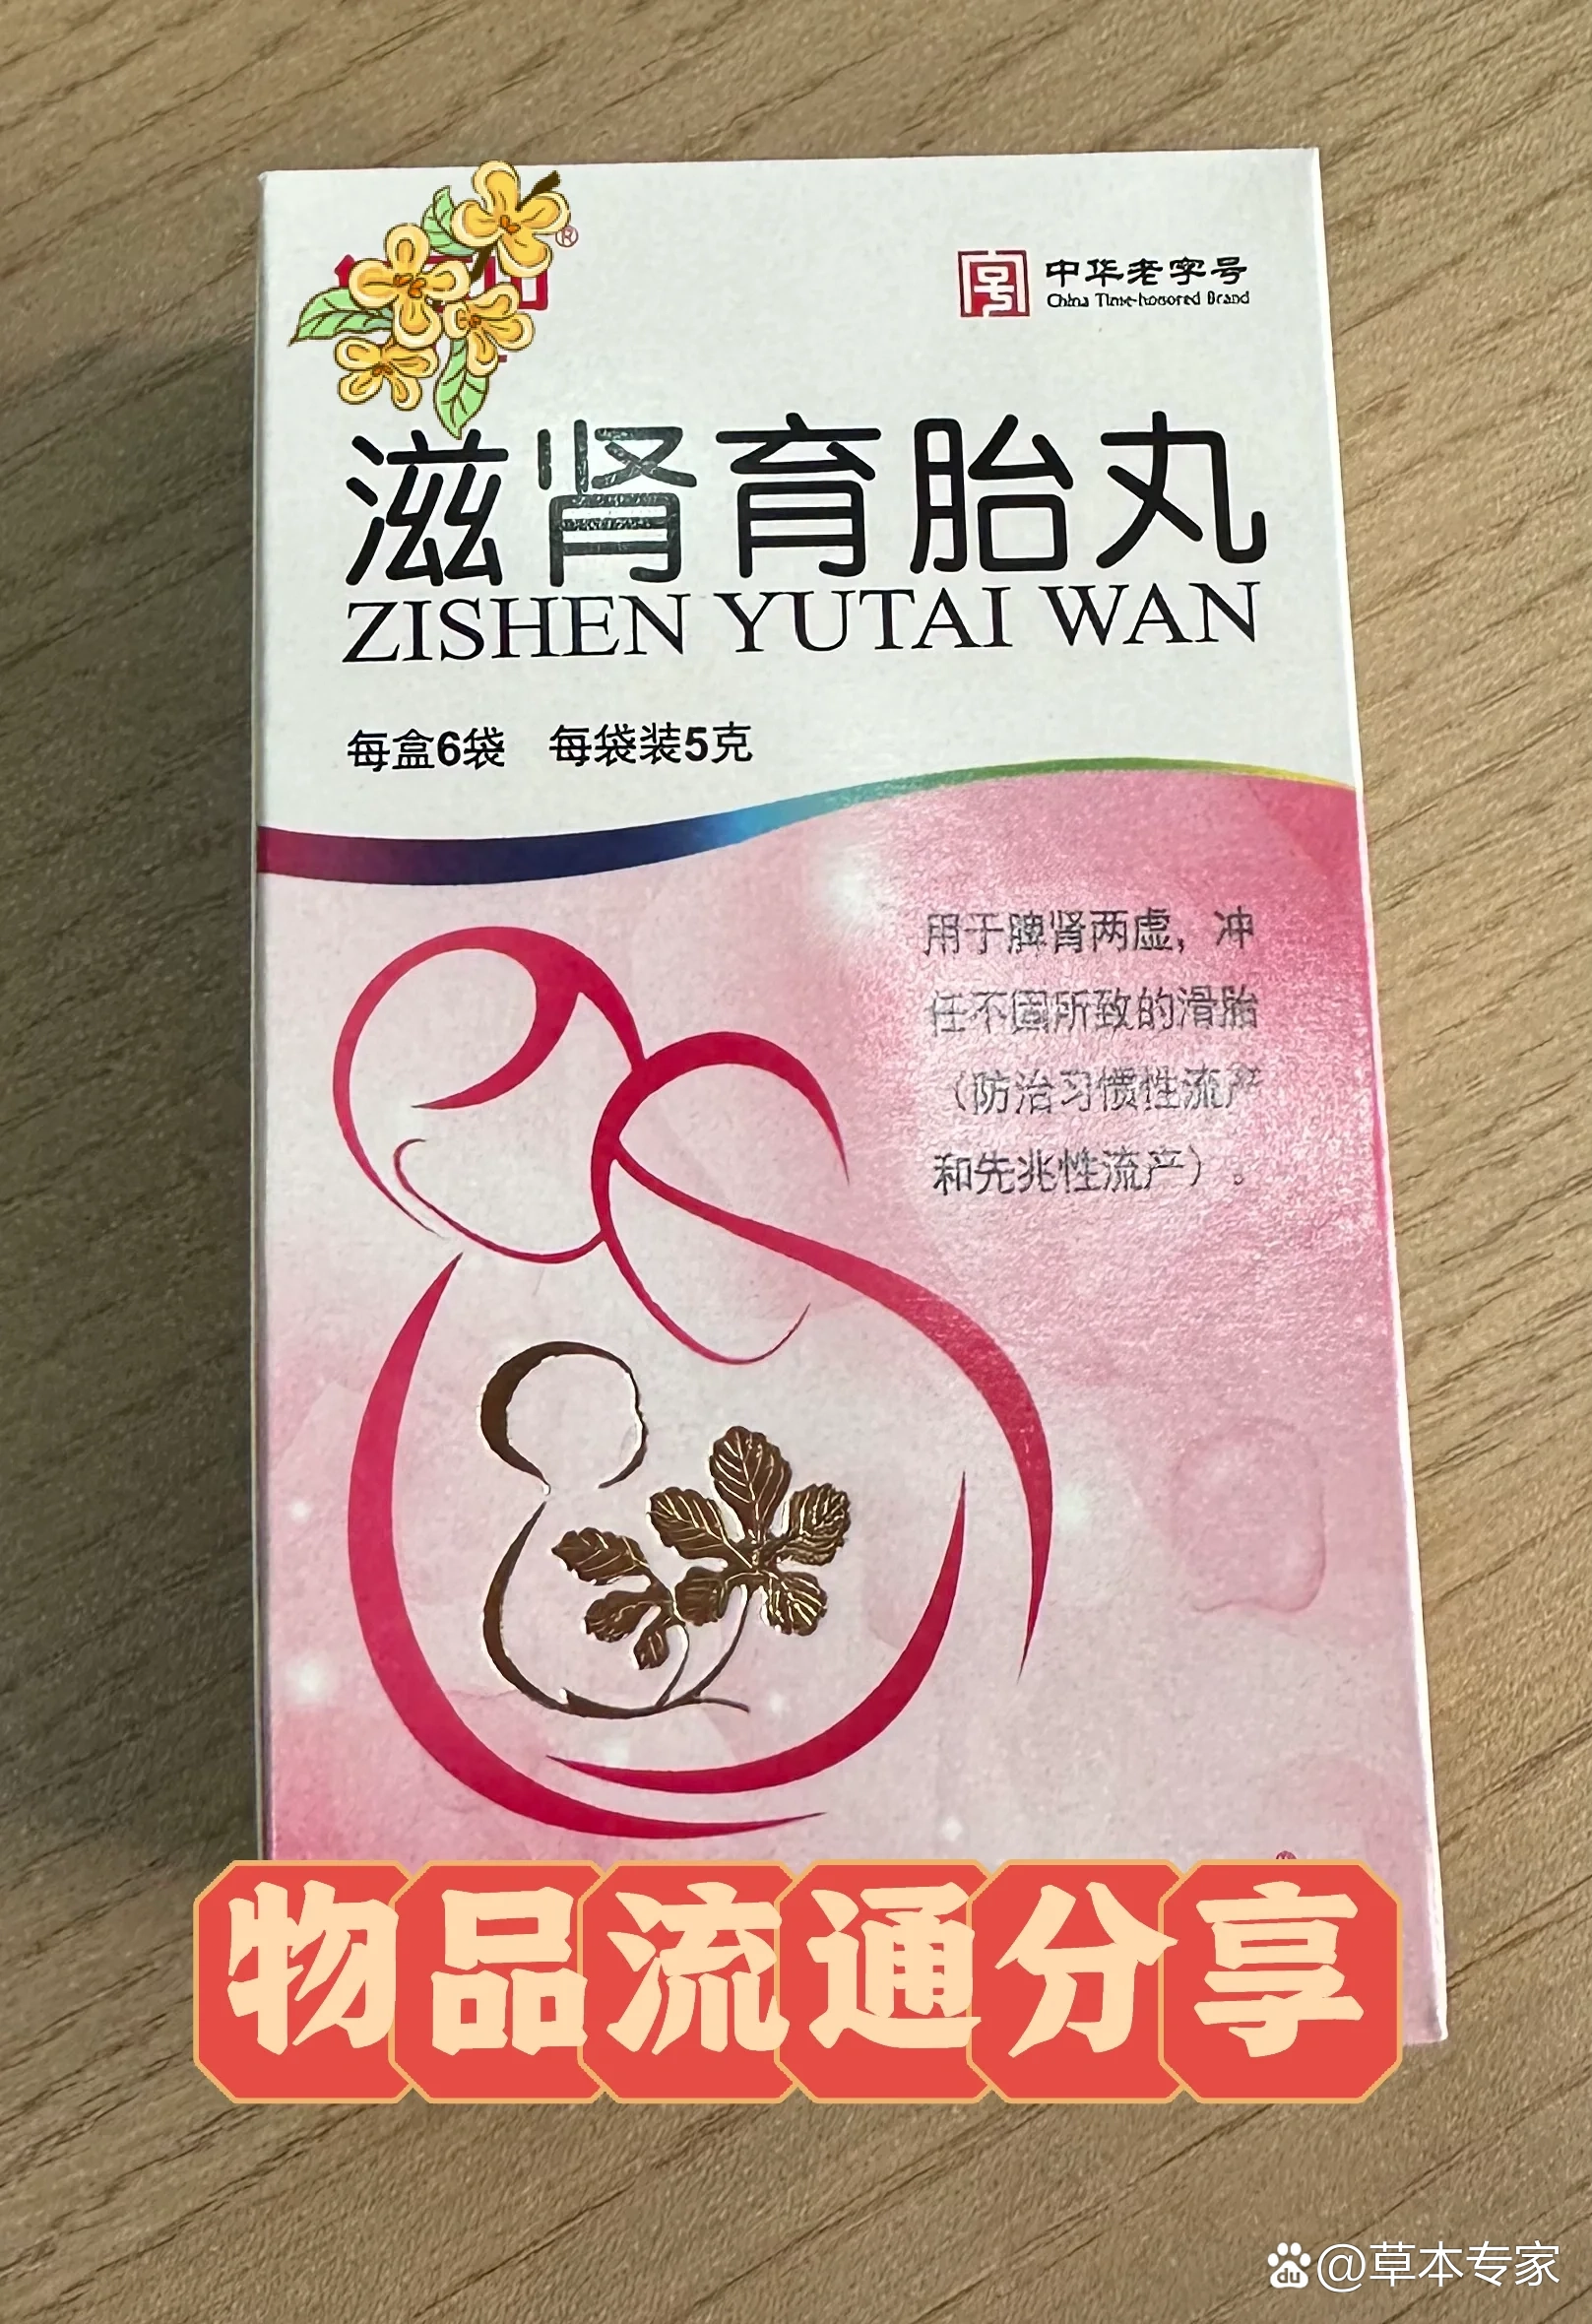 中华老字号
China Time-honored Brand
滋肾育胎丸
ZISHEN YUTAI WAN
每盒6袋 每袋装5克
用于脾肾两虚，冲
任不固所致的滑胎
（防治习惯性流产
和先兆性流产）。
物品流通分享
du @草本专家